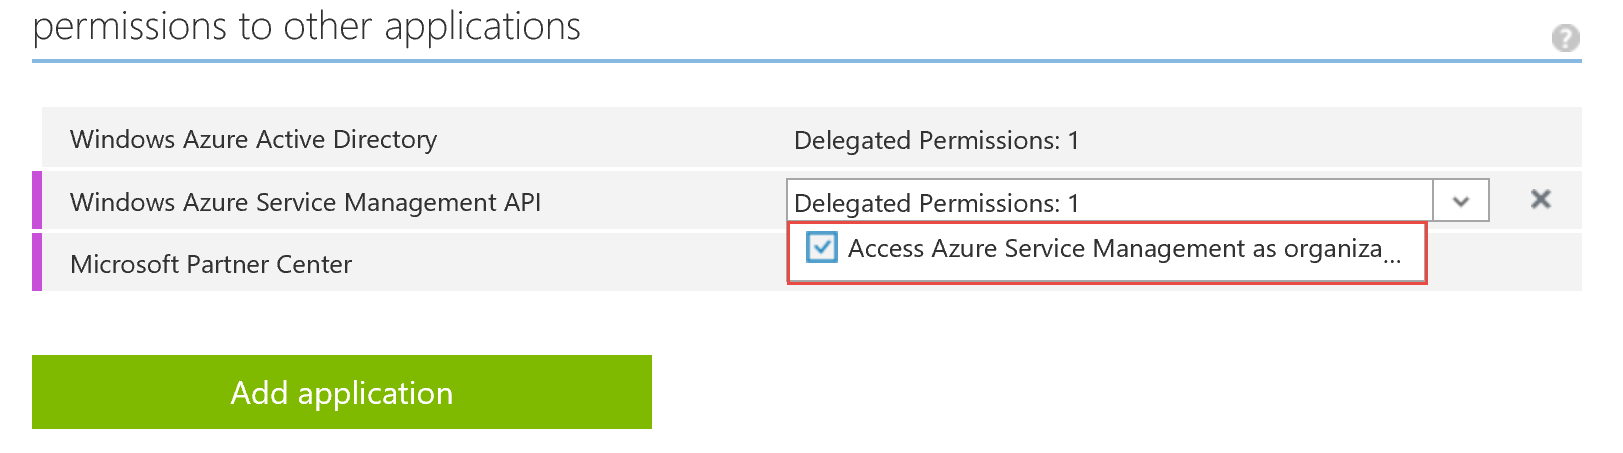 permissions to other applications
?
Windows Azure Active Directory Delegated Permissions: 1
Windows Azure Service Management API Delegated Permissions: 1
Access Azure Service Management as organiza...
Microsoft Partner Center
Add application